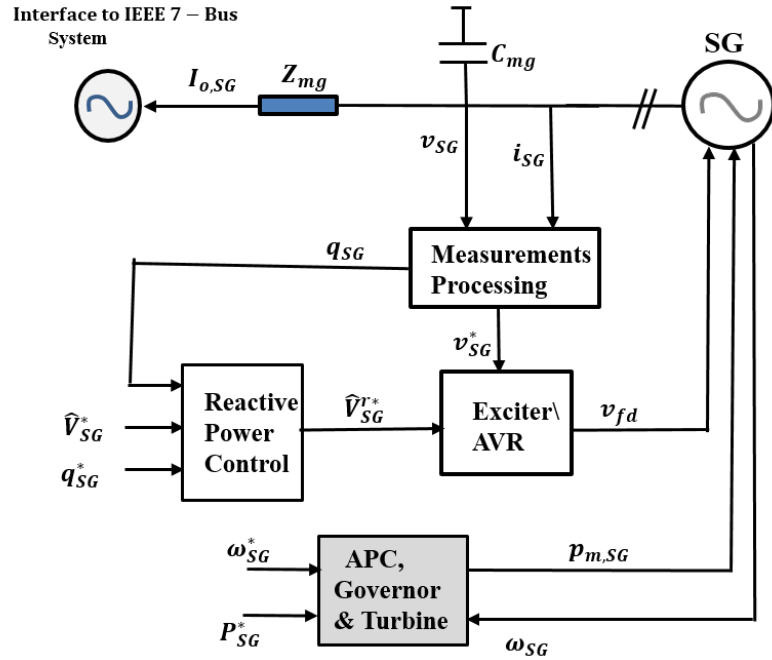 Interface to IEEE 7 – Bus
System
SG
C_{mg}
I_{o,SG}
Z_{mg}
v_{SG}
i_{SG}
q_{SG}
Measurements
Processing
v^{*}_{SG}
Reactive
Power
Control
\hat{V}^{*}_{SG}
q^{*}_{SG}
\hat{V}^{r*}_{SG}
Exciter\
AVR
v_{fd}
ω^{*}_{SG}
P^{*}_{SG}
APC,
Governor
& Turbine
p_{m,SG}
ω_{SG}